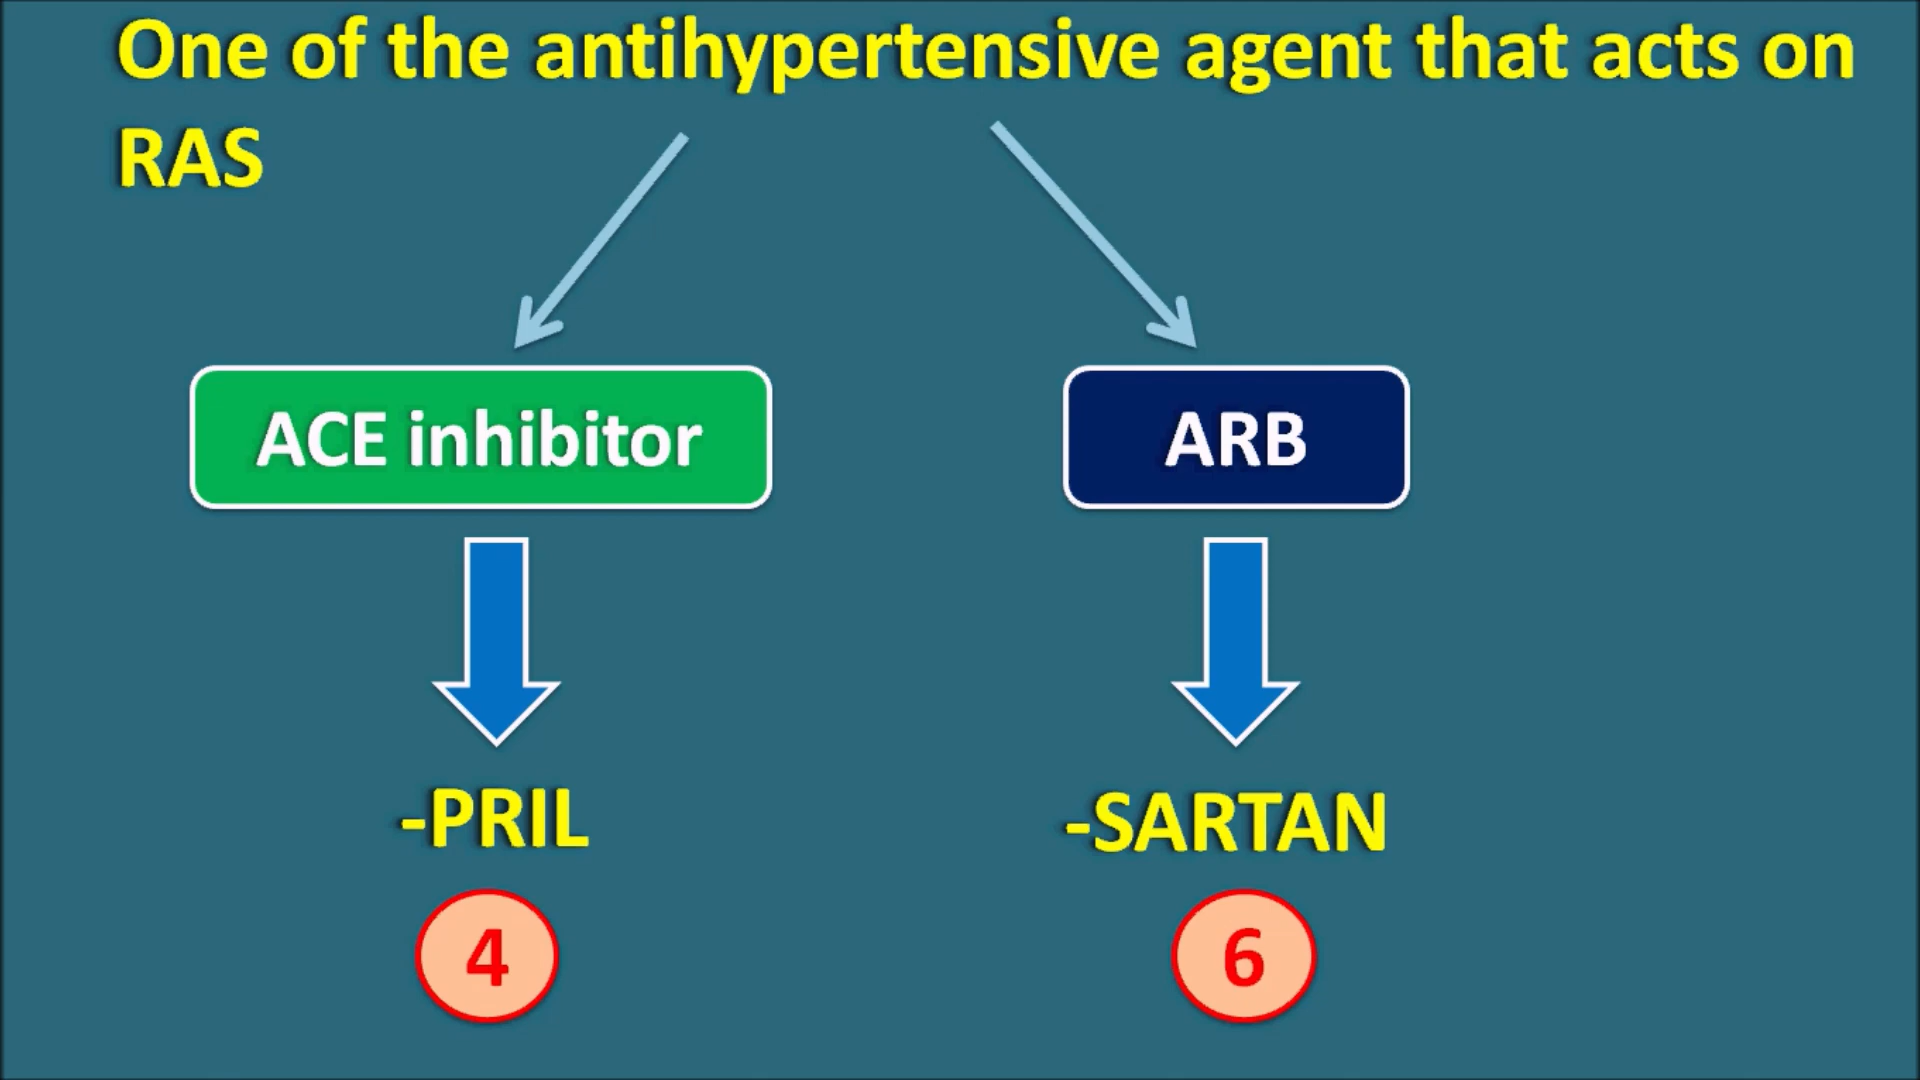 One of the antihypertensive agent that acts on
RAS
ACE inhibitor
ARB
-PRIL
-SARTAN
4
6